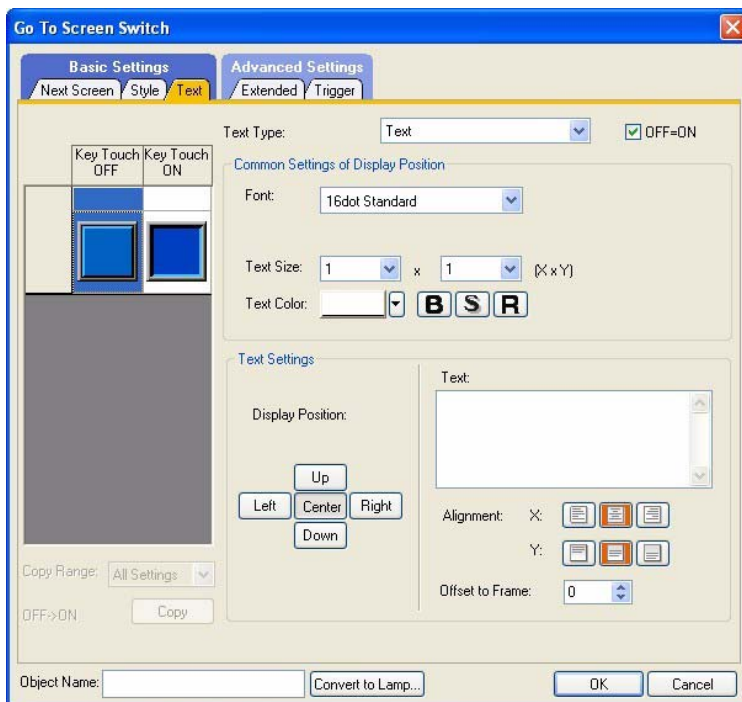 Go To Screen Switch
Basic Settings
Advanced Settings
Next Screen Style Text
Extended Trigger
Text Type: Text OFF=ON
Key Touch OFF
Key Touch ON
Common Settings of Display Position
Font: 16dot Standard
Text Size: 1 x 1 (X x Y)
Text Color: B S R
Text Settings
Text:
Display Position:
Up
Left Center Right
Down
Alignment: X:
Y:
Offset to Frame: 0
Copy Range: All Settings
OFF->ON Copy
Object Name: Convert to Lamp... OK Cancel